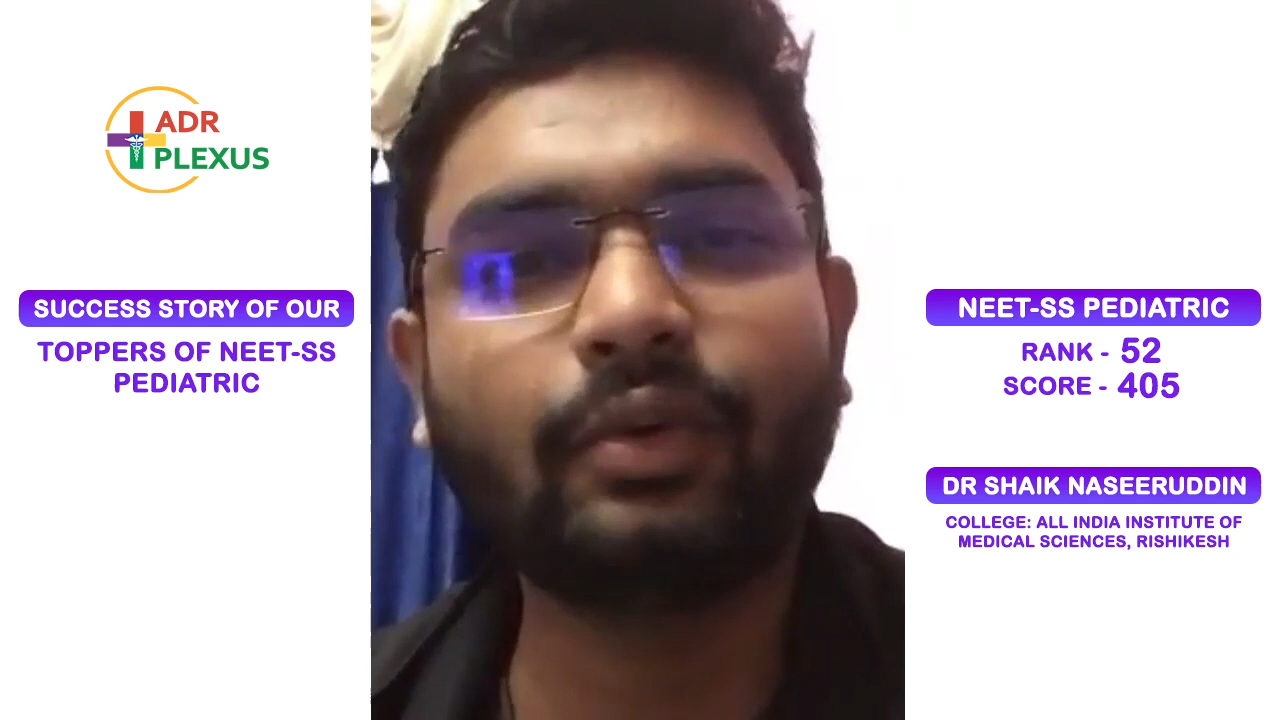 ADR
PLEXUS
SUCCESS STORY OF OUR
TOPPERS OF NEET-SS
PEDIATRIC
NEET-SS PEDIATRIC
RANK - 52
SCORE - 405
DR SHAIK NASEERUDDIN
COLLEGE: ALL INDIA INSTITUTE OF
MEDICAL SCIENCES, RISHIKESH